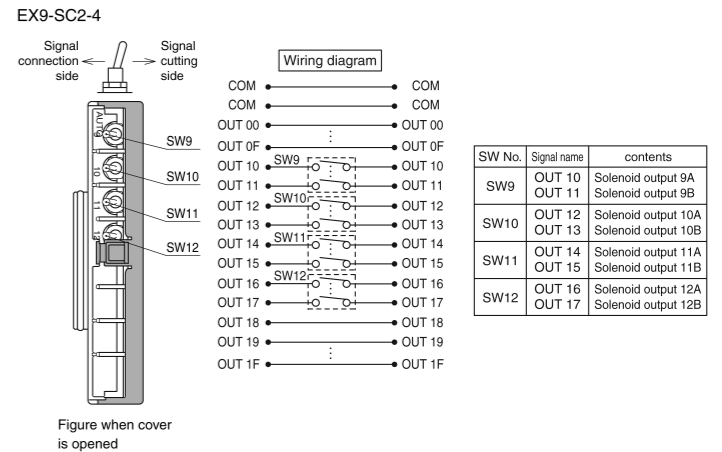 EX9-SC2-4
Signal
connection
side
Signal
cutting
side
AUTO
9
10
11
12
SW9
SW10
SW11
SW12
Figure when cover
is opened
Wiring diagram
COM COM
COM COM
OUT 00 OUT 00
OUT 0F OUT 0F
OUT 10 SW9 OUT 10
OUT 11 OUT 11
OUT 12 SW10 OUT 12
OUT 13 OUT 13
OUT 14 SW11 OUT 14
OUT 15 OUT 15
OUT 16 SW12 OUT 16
OUT 17 OUT 17
OUT 18 OUT 18
OUT 19 OUT 19
OUT 1F OUT 1F
SW No. Signal name contents
SW9 OUT 10 Solenoid output 9A
OUT 11 Solenoid output 9B
SW10 OUT 12 Solenoid output 10A
OUT 13 Solenoid output 10B
SW11 OUT 14 Solenoid output 11A
OUT 15 Solenoid output 11B
SW12 OUT 16 Solenoid output 12A
OUT 17 Solenoid output 12B